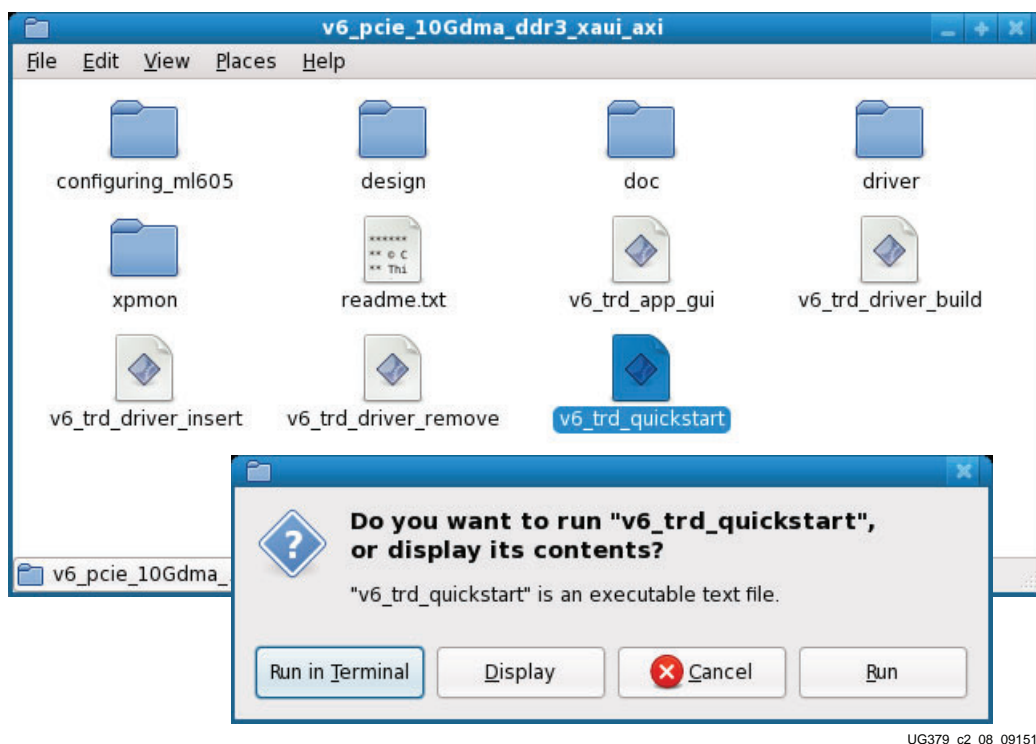 v6_pcie_10Gdma_ddr3_xaui_axi
File Edit View Places Help
configuring_ml605 design doc driver
******
** © C
** Thi
xpmon readme.txt v6_trd_app_gui v6_trd_driver_build
v6_trd_driver_insert v6_trd_driver_remove v6_trd_quickstart
Do you want to run "v6_trd_quickstart",
or display its contents?
"v6_trd_quickstart" is an executable text file.
v6_pcie_10Gdma_
Run in Terminal Display Cancel Run
UG379_c2_08_09151